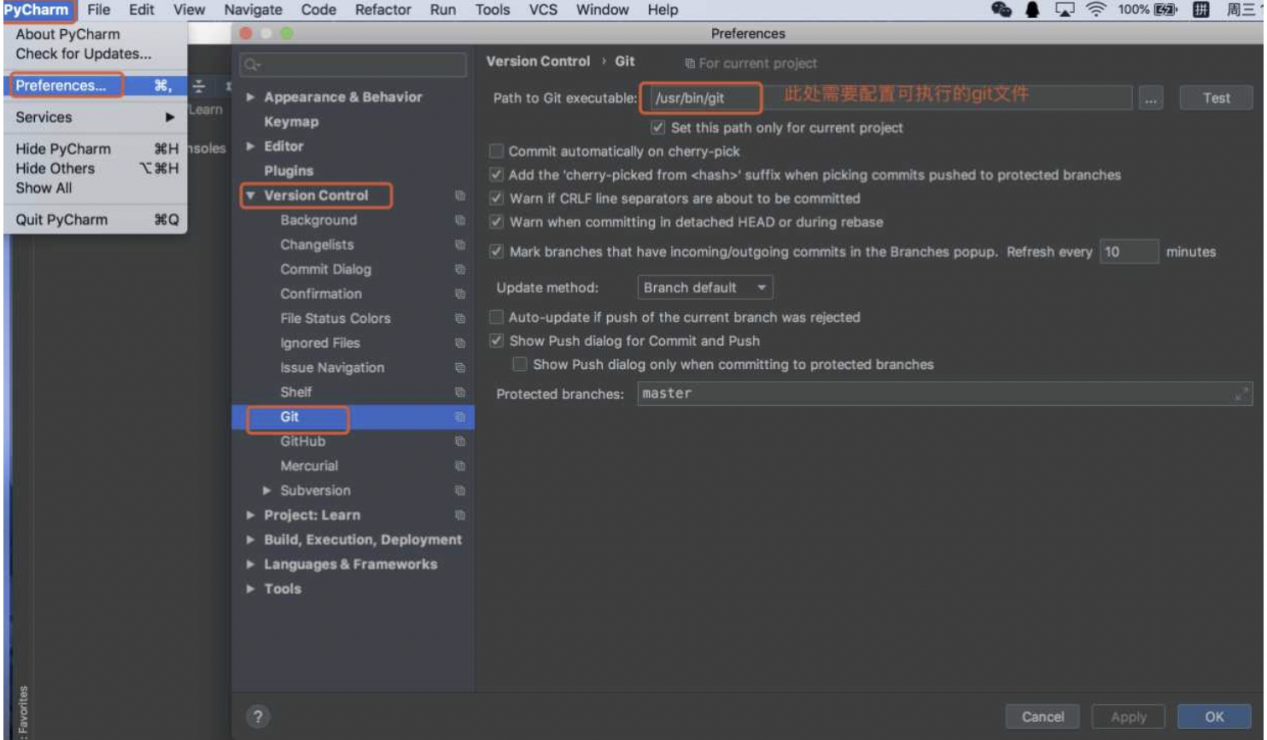 PyCharm File Edit View Navigate Code Refactor Run Tools VCS Window Help 100% 拼 周三
About PyCharm
Check for Updates...
Preferences... ⌘,
Services ▶
Hide PyCharm ⌘H
Hide Others ⌥⌘H
Show All
Quit PyCharm ⌘Q
Learn
nsoles
Favorites
Preferences
Appearance & Behavior
Keymap
Editor
Plugins
Version Control
Background
Changelists
Commit Dialog
Confirmation
File Status Colors
Ignored Files
Issue Navigation
Shelf
Git
GitHub
Mercurial
Subversion
Project: Learn
Build, Execution, Deployment
Languages & Frameworks
Tools
Version Control › Git For current project
Path to Git executable: /usr/bin/git 此处需要配置可执行的git文件 ... Test
Set this path only for current project
Commit automatically on cherry-pick
Add the 'cherry-picked from <hash>' suffix when picking commits pushed to protected branches
Warn if CRLF line separators are about to be committed
Warn when committing in detached HEAD or during rebase
Mark branches that have incoming/outgoing commits in the Branches popup. Refresh every 10 minutes
Update method: Branch default
Auto-update if push of the current branch was rejected
Show Push dialog for Commit and Push
Show Push dialog only when committing to protected branches
Protected branches: master
? Cancel Apply OK